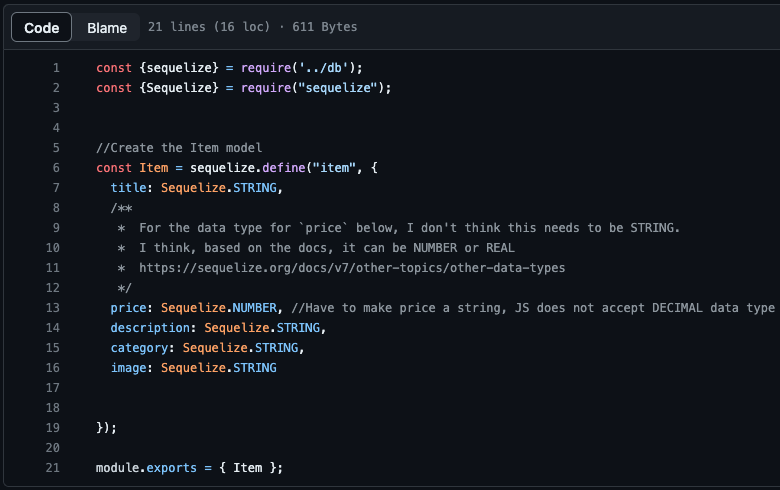 Code Blame 21 lines (16 loc) · 611 Bytes
1 const {sequelize} = require('../db');
2 const {Sequelize} = require("sequelize");
3
4
5 //Create the Item model
6 const Item = sequelize.define("item", {
7 title: Sequelize.STRING,
8 /**
9 * For the data type for `price` below, I don't think this needs to be STRING.
10 * I think, based on the docs, it can be NUMBER or REAL
11 * https://sequelize.org/docs/v7/other-topics/other-data-types
12 */
13 price: Sequelize.NUMBER, //Have to make price a string, JS does not accept DECIMAL data type
14 description: Sequelize.STRING,
15 category: Sequelize.STRING,
16 image: Sequelize.STRING
17
18
19 });
20
21 module.exports = { Item };